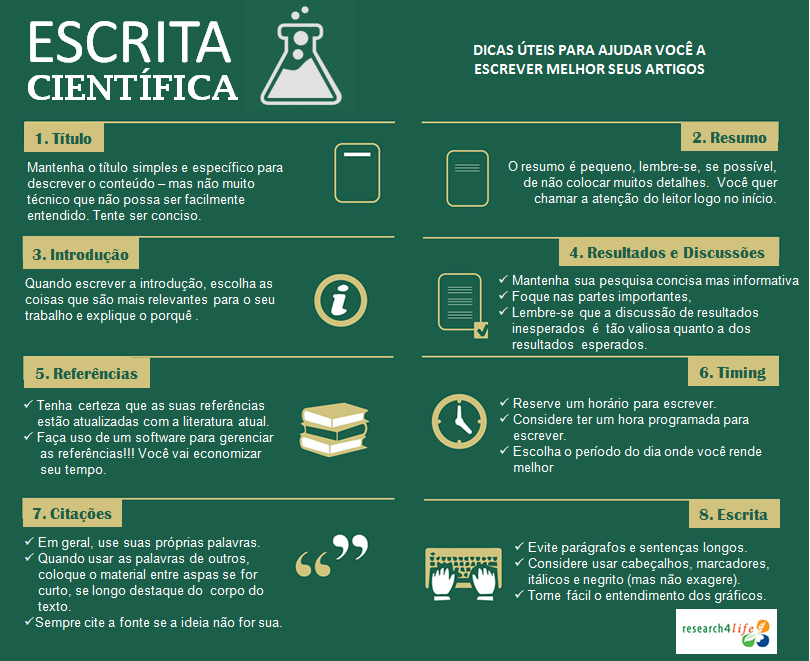 ESCRITA
CIENTÍFICA
DICAS ÚTEIS PARA AJUDAR VOCÊ A
ESCREVER MELHOR SEUS ARTIGOS
1. Título
Mantenha o título simples e específico para
descrever o conteúdo – mas não muito
técnico que não possa ser facilmente
entendido. Tente ser conciso.
2. Resumo
O resumo é pequeno, lembre-se, se possível,
de não colocar muitos detalhes. Você quer
chamar a atenção do leitor logo no início.
3. Introdução
Quando escrever a introdução, escolha as
coisas que são mais relevantes para o seu
trabalho e explique o porquê .
4. Resultados e Discussões
✓ Mantenha sua pesquisa concisa mas informativa
✓ Foque nas partes importantes,
✓ Lembre-se que a discussão de resultados
inesperados é tão valiosa quanto a dos
resultados esperados.
5. Referências
✓ Tenha certeza que as suas referências
estão atualizadas com a literatura atual.
✓ Faça uso de um software para gerenciar
as referências!!! Você vai economizar
seu tempo.
6. Timing
✓ Reserve um horário para escrever.
✓ Considere ter um hora programada para
escrever.
✓ Escolha o período do dia onde você rende
melhor
7. Citações
✓ Em geral, use suas próprias palavras.
✓ Quando usar as palavras de outros,
coloque o material entre aspas se for
curto, se longo destaque do corpo do
texto.
✓Sempre cite a fonte se a ideia não for sua.
8. Escrita
✓ Evite parágrafos e sentenças longos.
✓ Considere usar cabeçalhos, marcadores,
itálicos e negrito (mas não exagere).
✓ Torne fácil o entendimento dos gráficos.
research4life